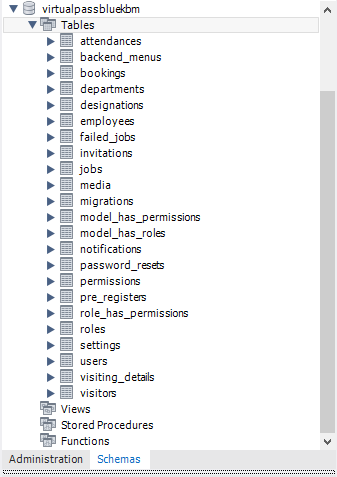 virtualpassbluekbm
Tables
attendances
backend_menus
bookings
departments
designations
employees
failed_jobs
invitations
jobs
media
migrations
model_has_permissions
model_has_roles
notifications
password_resets
permissions
pre_registers
role_has_permissions
roles
settings
users
visiting_details
visitors
Views
Stored Procedures
Functions
Administration Schemas